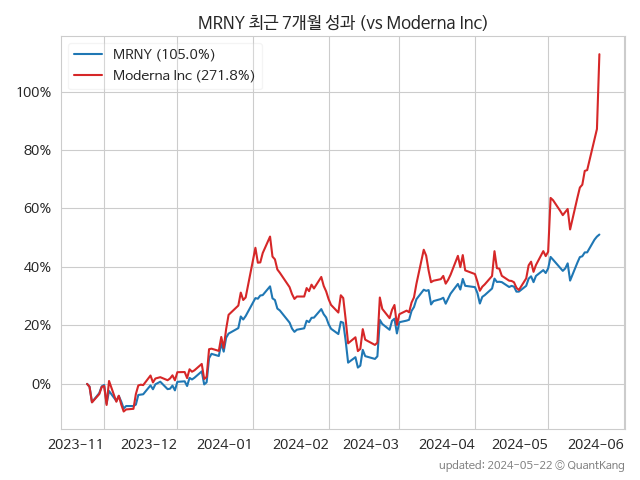 MRNY 최근 7개월 성과 (vs Moderna Inc)
MRNY (105.0%)
Moderna Inc (271.8%)
100%
80%
60%
40%
20%
0%
2023-11 2023-12 2024-01 2024-02 2024-03 2024-04 2024-05 2024-06
updated: 2024-05-22 © QuantKang